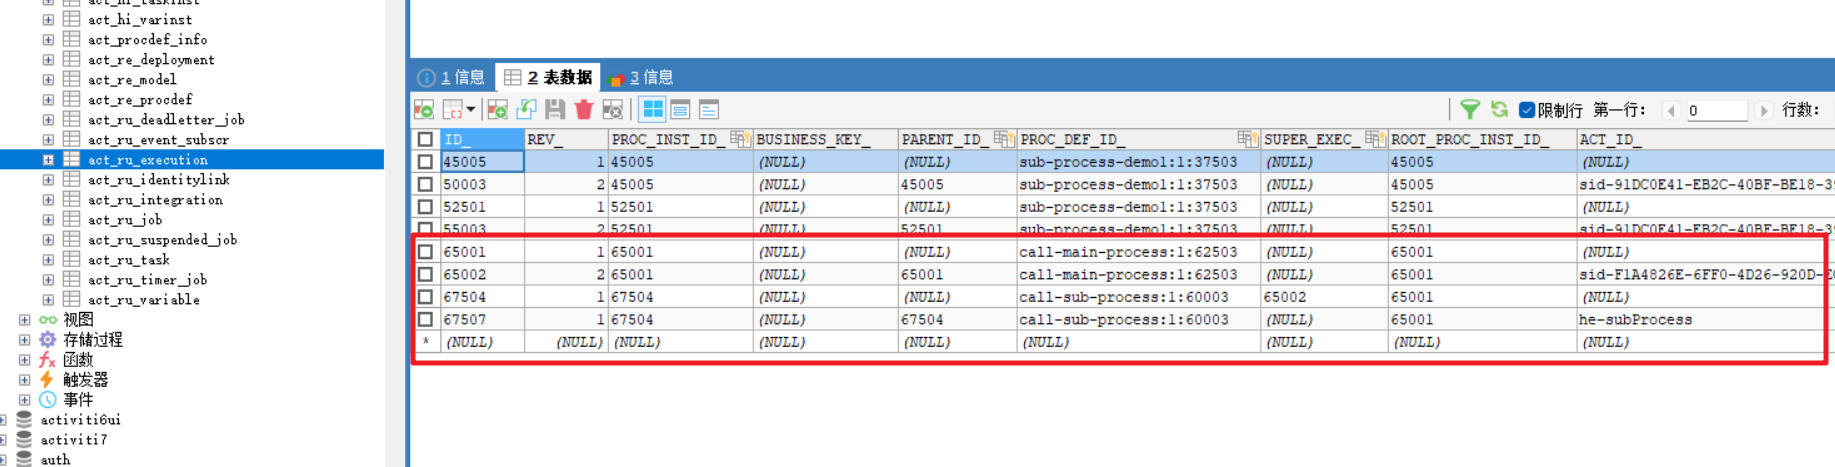 act_hi_taskinst
act_hi_varinst
act_procdef_info
act_re_deployment
act_re_model
act_re_procdef
act_ru_deadletter_job
act_ru_event_subscr
act_ru_execution
act_ru_identitylink
act_ru_integration
act_ru_job
act_ru_suspended_job
act_ru_task
act_ru_timer_job
act_ru_variable
视图
存储过程
函数
触发器
事件
activiti6ui
activiti7
auth
1 信息 2 表数据 3 信息
限制行 第一行: 0 行数:
ID_ REV_ PROC_INST_ID_ BUSINESS_KEY_ PARENT_ID_ PROC_DEF_ID_ SUPER_EXEC_ ROOT_PROC_INST_ID_ ACT_ID_
45005 1 45005 (NULL) (NULL) sub-process-demo1:1:37503 (NULL) 45005 (NULL)
50003 2 45005 (NULL) 45005 sub-process-demo1:1:37503 (NULL) 45005 sid-91DC0E41-EB2C-40BF-BE18-3
52501 1 52501 (NULL) (NULL) sub-process-demo1:1:37503 (NULL) 52501 (NULL)
55003 2 52501 (NULL) 52501 sub-process-demo1:1:37503 (NULL) 52501 sid-91DC0E41-EB2C-40BF-BE18-3
65001 1 65001 (NULL) (NULL) call-main-process:1:62503 (NULL) 65001 (NULL)
65002 2 65001 (NULL) 65001 call-main-process:1:62503 (NULL) 65001 sid-F1A4826E-6FF0-4D26-920D-E
67504 1 67504 (NULL) (NULL) call-sub-process:1:60003 65002 65001 (NULL)
67507 1 67504 (NULL) 67504 call-sub-process:1:60003 (NULL) 65001 he-subProcess
* (NULL) (NULL) (NULL) (NULL) (NULL) (NULL) (NULL) (NULL) (NULL)